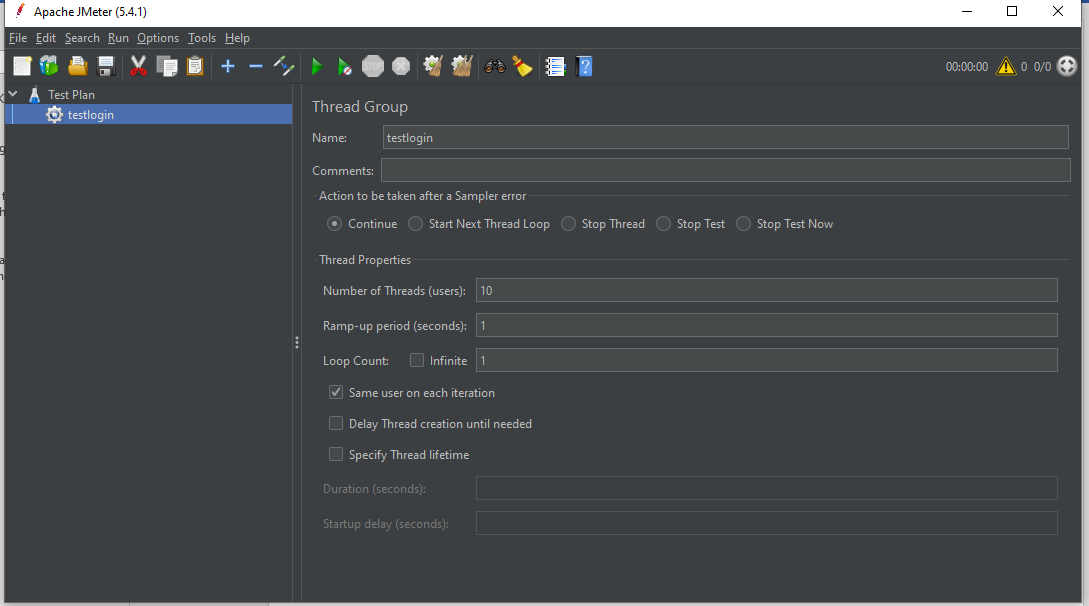 Apache JMeter (5.4.1)
File Edit Search Run Options Tools Help
00:00:00 0 0/0
Test Plan
testlogin
Thread Group
Name: testlogin
Comments:
Action to be taken after a Sampler error
Continue Start Next Thread Loop Stop Thread Stop Test Stop Test Now
Thread Properties
Number of Threads (users): 10
Ramp-up period (seconds): 1
Loop Count: Infinite 1
Same user on each iteration
Delay Thread creation until needed
Specify Thread lifetime
Duration (seconds):
Startup delay (seconds):